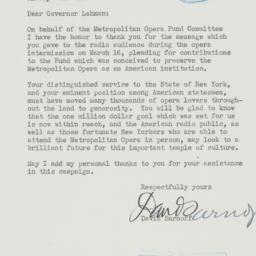 Dear Governor Lehman:
On behalf of the Metropolitan Opera Fund Committee
I have the honor to thank you for the message which
you gave to the radio audience during the opera
intermission on March 16, pleading for contributions
to the Fund which was conceived to preserve the
Metropolitan Opera as an American institution.
Your distinguished service to the State of New York,
and your eminent position among American statesmen,
must have moved many thousands of opera lovers through-
out the land to generosity. You will be glad to know
that the one million dollar goal which was set for us
is now within reach, and the American radio public, as
well as those fortunate New Yorkers who are able to
attend the Metropolitan Opera in person, may look to a
brilliant future for this important temple of culture.
May I add my personal thanks to you for your assistance
in this campaign.
Respectfully yours
David Sarnoff
David Sarnoff